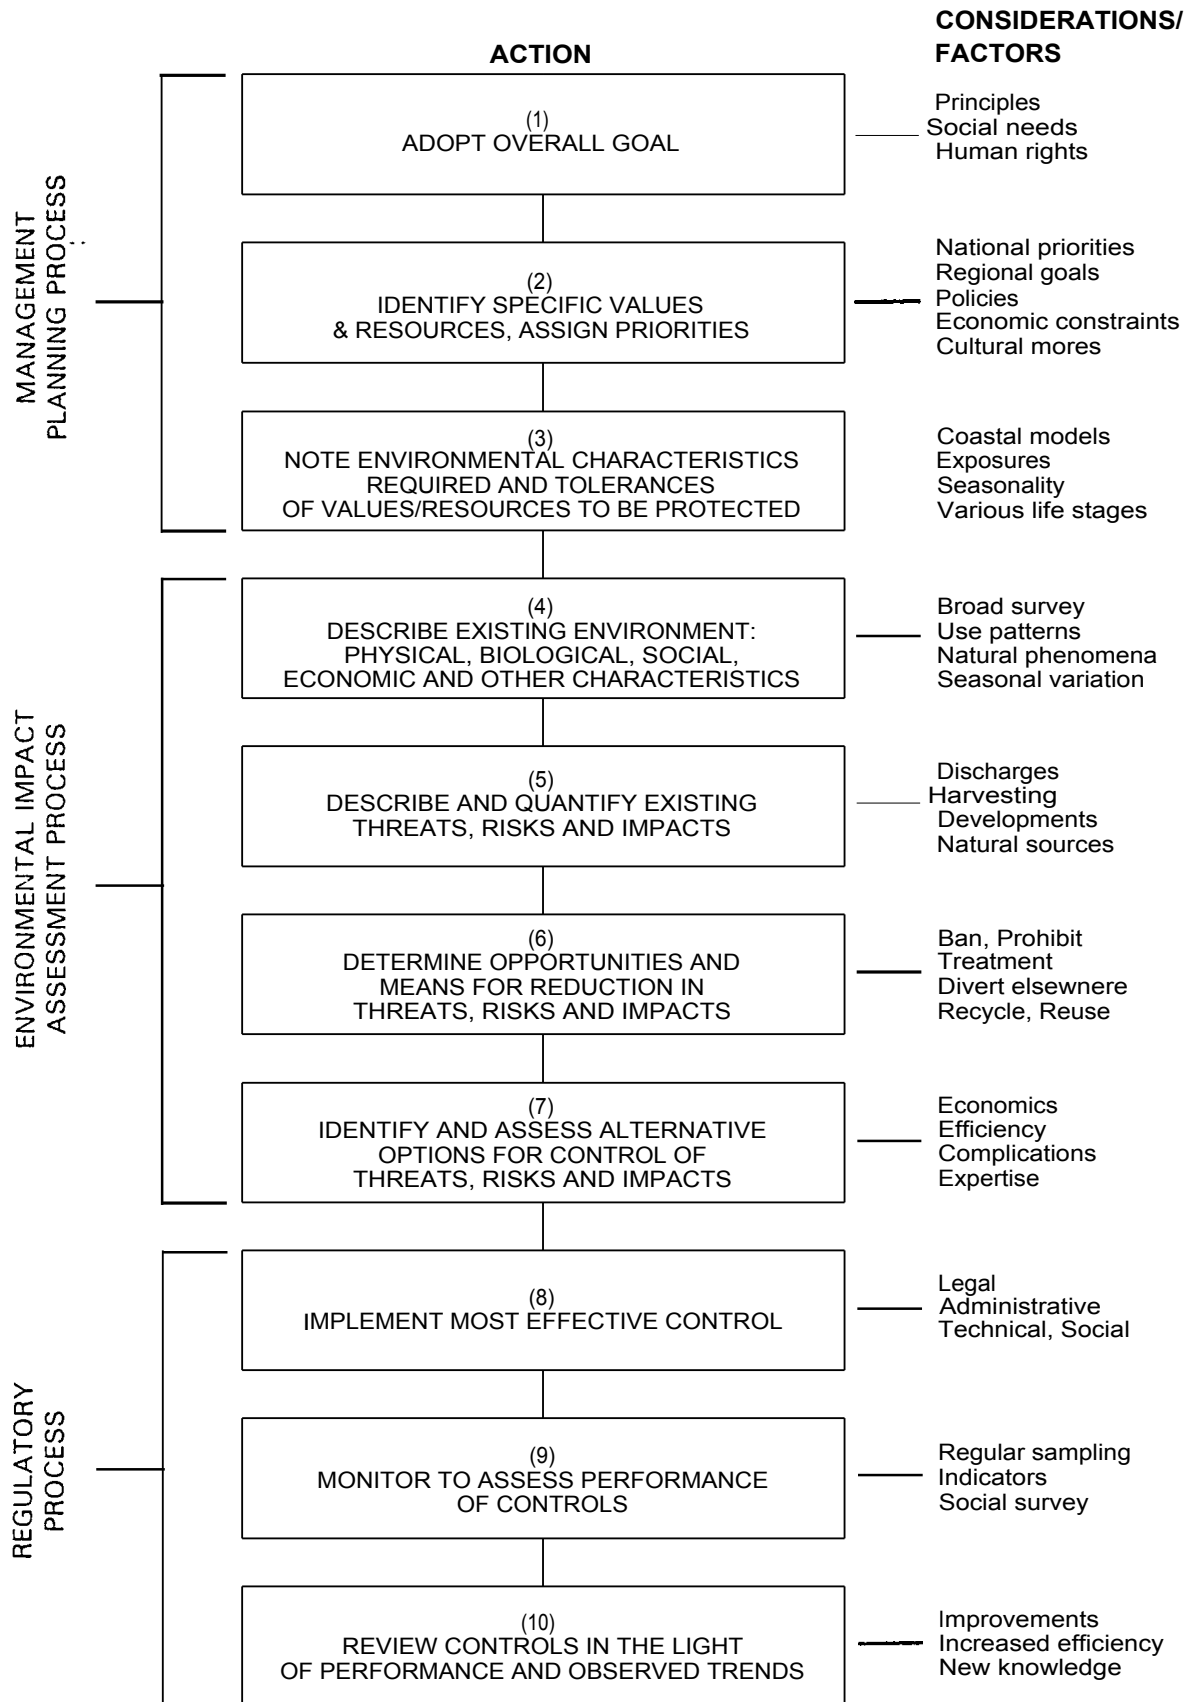 ACTION
CONSIDERATIONS/
FACTORS
MANAGEMENT
PLANNING PROCESS
(1)
ADOPT OVERALL GOAL
Principles
Social needs
Human rights
(2)
IDENTIFY SPECIFIC VALUES
& RESOURCES, ASSIGN PRIORITIES
National priorities
Regional goals
Policies
Economic constraints
Cultural mores
(3)
NOTE ENVIRONMENTAL CHARACTERISTICS
REQUIRED AND TOLERANCES
OF VALUES/RESOURCES TO BE PROTECTED
Coastal models
Exposures
Seasonality
Various life stages
ENVIRONMENTAL IMPACT
ASSESSMENT PROCESS
(4)
DESCRIBE EXISTING ENVIRONMENT:
PHYSICAL, BIOLOGICAL, SOCIAL,
ECONOMIC AND OTHER CHARACTERISTICS
Broad survey
Use patterns
Natural phenomena
Seasonal variation
(5)
DESCRIBE AND QUANTIFY EXISTING
THREATS, RISKS AND IMPACTS
Discharges
Harvesting
Developments
Natural sources
(6)
DETERMINE OPPORTUNITIES AND
MEANS FOR REDUCTION IN
THREATS, RISKS AND IMPACTS
Ban, Prohibit
Treatment
Divert elsewnere
Recycle, Reuse
(7)
IDENTIFY AND ASSESS ALTERNATIVE
OPTIONS FOR CONTROL OF
THREATS, RISKS AND IMPACTS
Economics
Efficiency
Complications
Expertise
REGULATORY
PROCESS
(8)
IMPLEMENT MOST EFFECTIVE CONTROL
Legal
Administrative
Technical, Social
(9)
MONITOR TO ASSESS PERFORMANCE
OF CONTROLS
Regular sampling
Indicators
Social survey
(10)
REVIEW CONTROLS IN THE LIGHT
OF PERFORMANCE AND OBSERVED TRENDS
Improvements
Increased efficiency
New knowledge